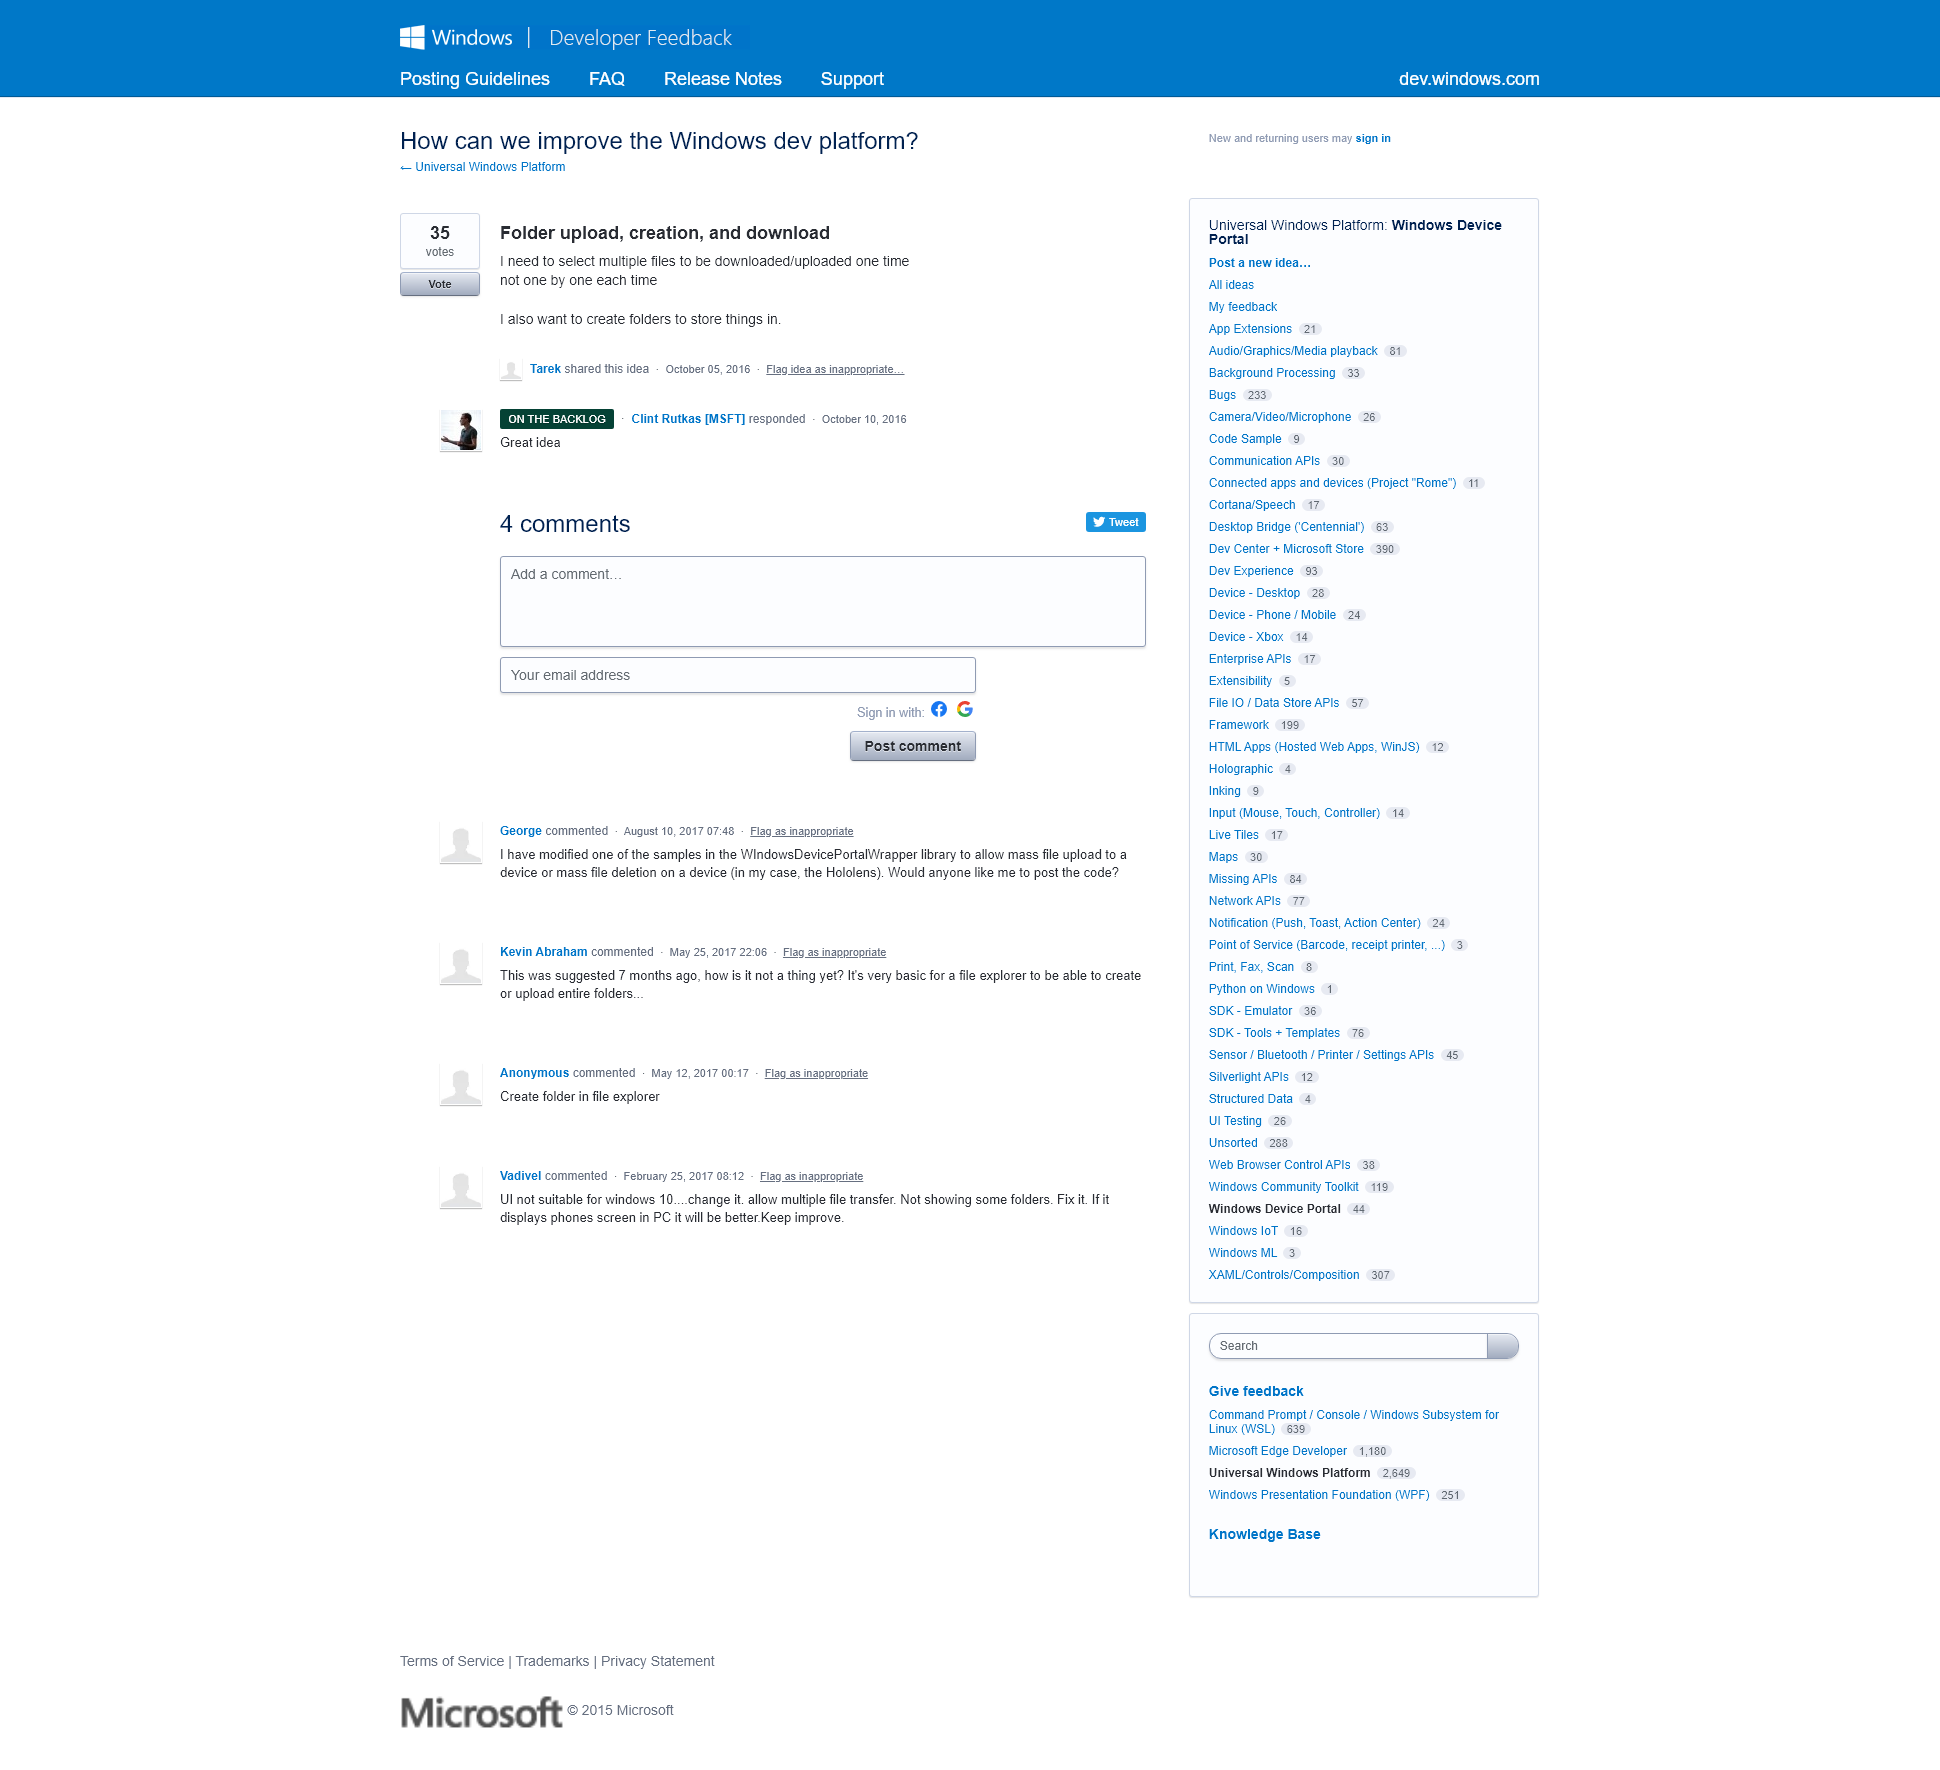 Windows | Developer Feedback
Posting Guidelines FAQ Release Notes Support dev.windows.com
How can we improve the Windows dev platform?
← Universal Windows Platform
New and returning users may sign in
35
votes
Vote
Folder upload, creation, and download
I need to select multiple files to be downloaded/uploaded one time
not one by one each time
I also want to create folders to store things in.
Tarek shared this idea · October 05, 2016 · Flag idea as inappropriate…
ON THE BACKLOG · Clint Rutkas [MSFT] responded · October 10, 2016
Great idea
4 comments
Tweet
Add a comment…
Your email address
Sign in with:
Post comment
George commented · August 10, 2017 07:48 · Flag as inappropriate
I have modified one of the samples in the WIndowsDevicePortalWrapper library to allow mass file upload to a
device or mass file deletion on a device (in my case, the Hololens). Would anyone like me to post the code?
Kevin Abraham commented · May 25, 2017 22:06 · Flag as inappropriate
This was suggested 7 months ago, how is it not a thing yet? It's very basic for a file explorer to be able to create
or upload entire folders...
Anonymous commented · May 12, 2017 00:17 · Flag as inappropriate
Create folder in file explorer
Vadivel commented · February 25, 2017 08:12 · Flag as inappropriate
UI not suitable for windows 10....change it. allow multiple file transfer. Not showing some folders. Fix it. If it
displays phones screen in PC it will be better.Keep improve.
Universal Windows Platform: Windows Device
Portal
Post a new idea…
All ideas
My feedback
App Extensions 21
Audio/Graphics/Media playback 81
Background Processing 33
Bugs 233
Camera/Video/Microphone 26
Code Sample 9
Communication APIs 30
Connected apps and devices (Project "Rome") 11
Cortana/Speech 17
Desktop Bridge ('Centennial') 63
Dev Center + Microsoft Store 390
Dev Experience 93
Device - Desktop 28
Device - Phone / Mobile 24
Device - Xbox 14
Enterprise APIs 17
Extensibility 5
File IO / Data Store APIs 57
Framework 199
HTML Apps (Hosted Web Apps, WinJS) 12
Holographic 4
Inking 9
Input (Mouse, Touch, Controller) 14
Live Tiles 17
Maps 30
Missing APIs 84
Network APIs 77
Notification (Push, Toast, Action Center) 24
Point of Service (Barcode, receipt printer, ...) 3
Print, Fax, Scan 8
Python on Windows 1
SDK - Emulator 36
SDK - Tools + Templates 76
Sensor / Bluetooth / Printer / Settings APIs 45
Silverlight APIs 12
Structured Data 4
UI Testing 26
Unsorted 288
Web Browser Control APIs 38
Windows Community Toolkit 119
Windows Device Portal 44
Windows IoT 16
Windows ML 3
XAML/Controls/Composition 307
Search
Give feedback
Command Prompt / Console / Windows Subsystem for
Linux (WSL) 639
Microsoft Edge Developer 1,180
Universal Windows Platform 2,649
Windows Presentation Foundation (WPF) 251
Knowledge Base
Terms of Service | Trademarks | Privacy Statement
Microsoft © 2015 Microsoft